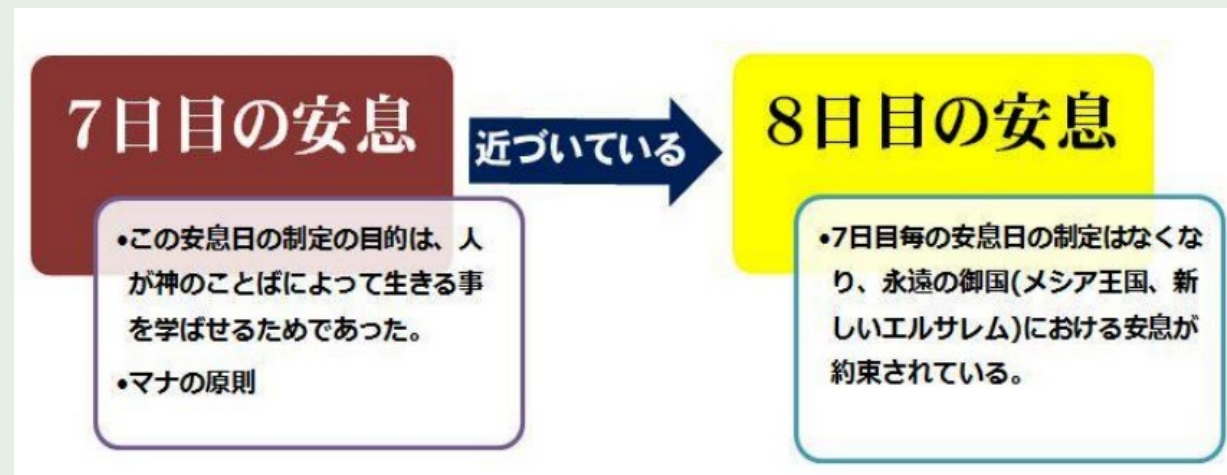 7日目の安息
•この安息日の制定の目的は、人
が神のことばによって生きる事
を学ばせるためであった。
•マナの原則
近づいている
8日目の安息
•7日目毎の安息日の制定はなくな
り、永遠の御国(メシア王国、新
しいエルサレム)における安息が
約束されている。